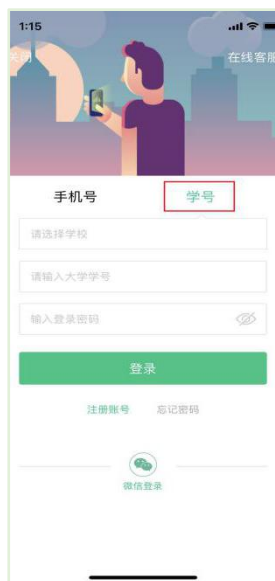 1:15
关闭 在线客服
手机号 学号
请选择学校
请输入大学学号
输入登录密码
登录
注册账号 忘记密码
微信登录